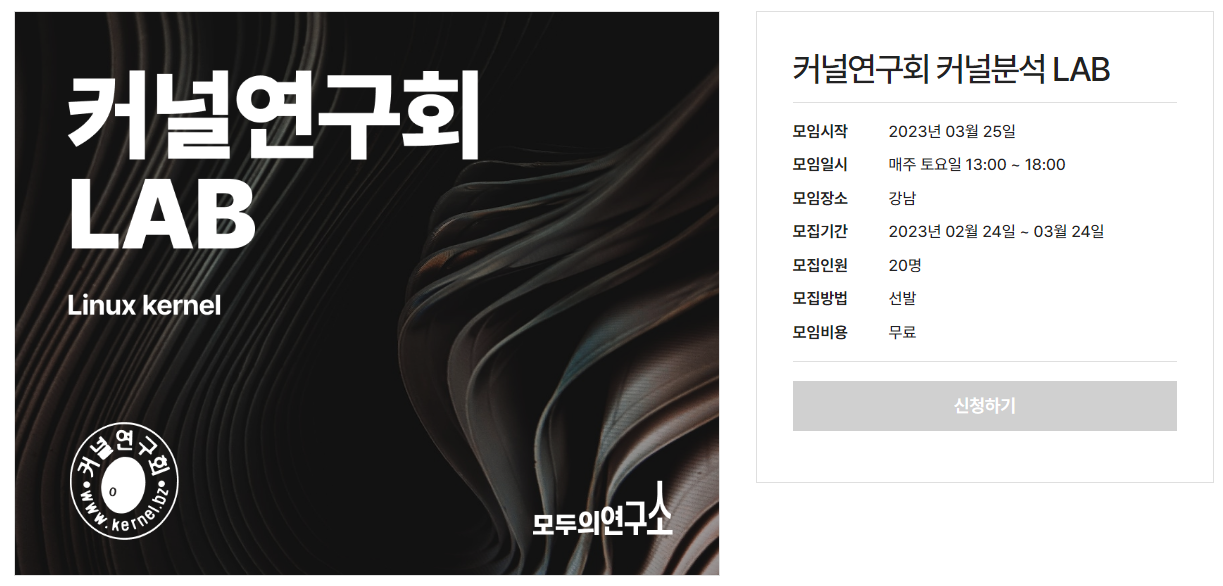 커널연구회
LAB
Linux kernel
커널연구회
www.kernel.bz
모두의연구소
커널연구회 커널분석 LAB
모임시작 2023년 03월 25일
모임일시 매주 토요일 13:00 ~ 18:00
모임장소 강남
모집기간 2023년 02월 24일 ~ 03월 24일
모집인원 20명
모집방법 선발
모임비용 무료
신청하기